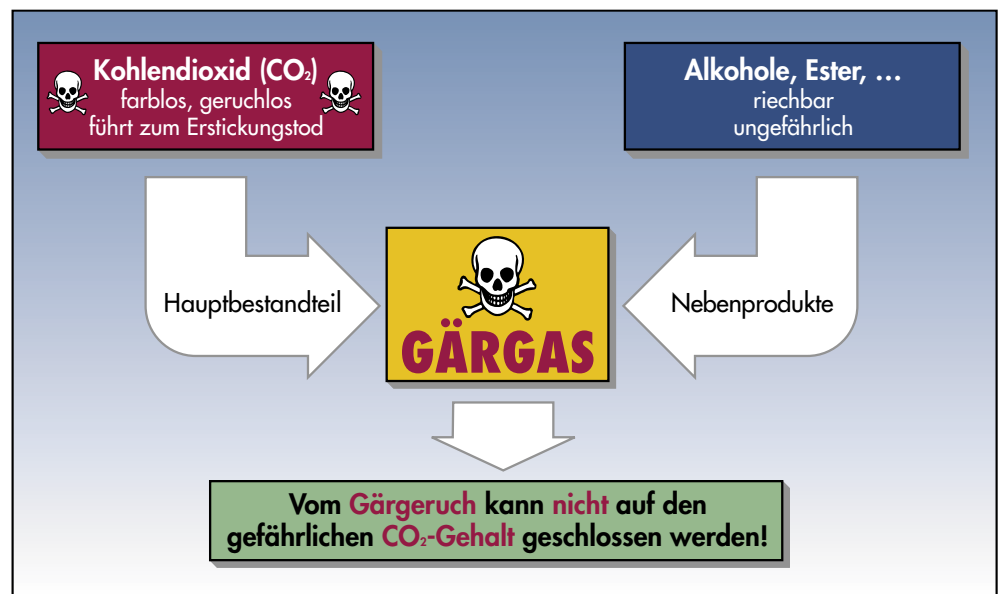 Kohlendioxid (CO₂)
farblos, geruchlos
führt zum Erstickungstod
Alkohole, Ester, …
riechbar
ungefährlich
Hauptbestandteil
GÄRGAS
Nebenprodukte
Vom Gärgeruch kann nicht auf den
gefährlichen CO₂-Gehalt geschlossen werden!